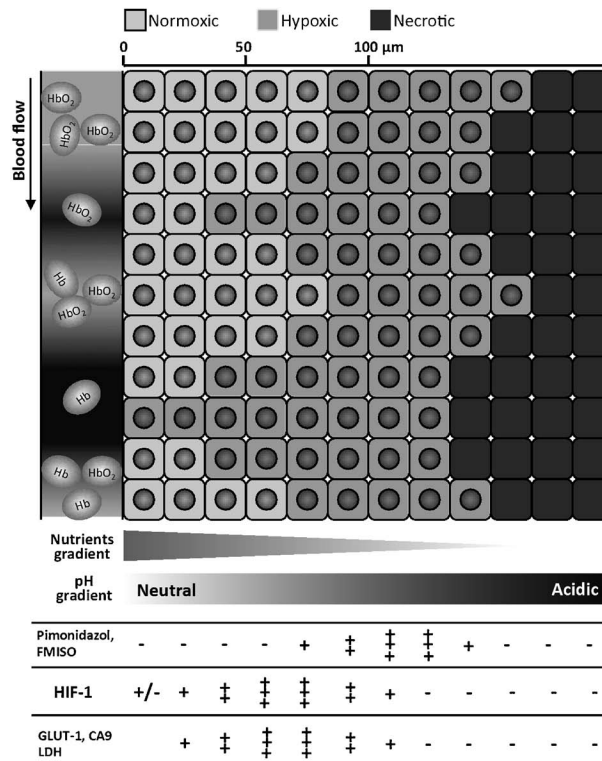 Normoxic Hypoxic Necrotic
0 50 100 µm
Blood flow
HbO2
HbO2 HbO2
HbO2
Hb HbO2
HbO2
Hb
Hb HbO2
Hb
Nutrients
gradient
pH
gradient Neutral Acidic
Pimonidazol,
FMISO - - - - + ++ +++ +++ + - - -
HIF-1 +/- + ++ +++ +++ ++ + - - - - -
GLUT-1, CA9
LDH + ++ +++ +++ ++ + - - - - -